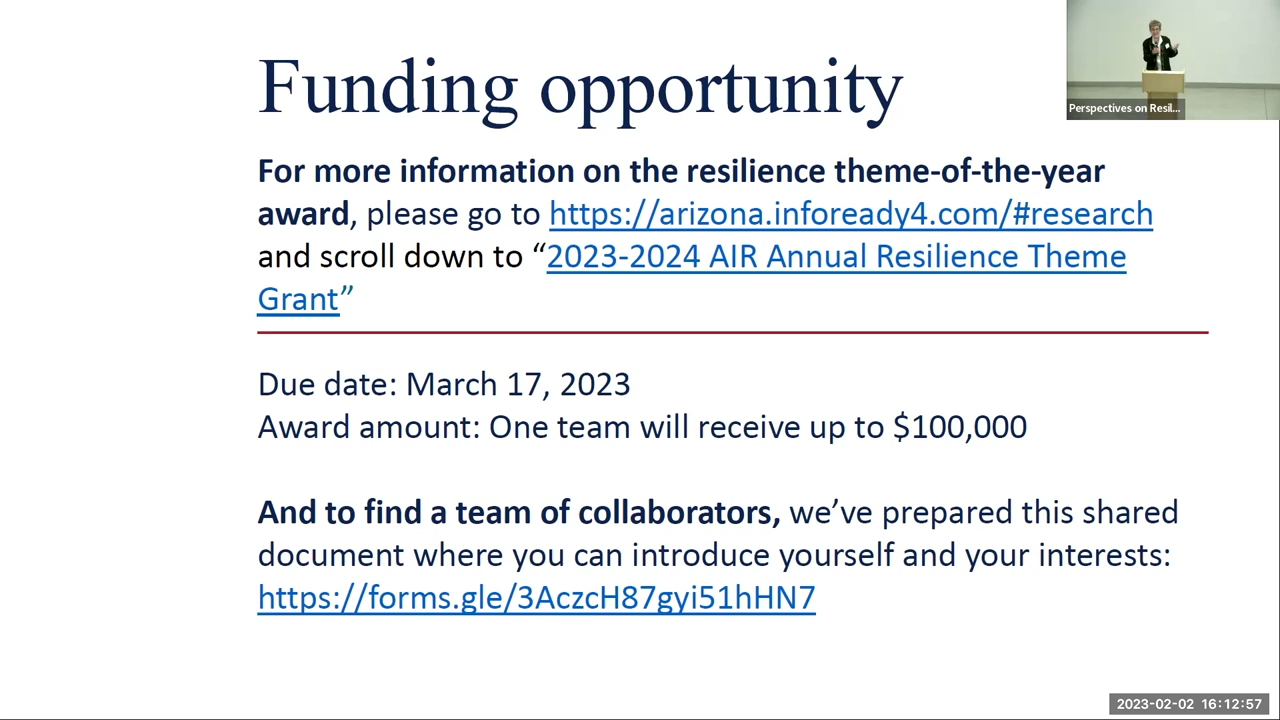 Funding opportunity
Perspectives on Resil...
For more information on the resilience theme-of-the-year
award, please go to https://arizona.infoready4.com/#research
and scroll down to “2023-2024 AIR Annual Resilience Theme
Grant”
Due date: March 17, 2023
Award amount: One team will receive up to $100,000
And to find a team of collaborators, we’ve prepared this shared
document where you can introduce yourself and your interests:
https://forms.gle/3AczcH87gyi51hHN7
2023-02-02 16:12:57